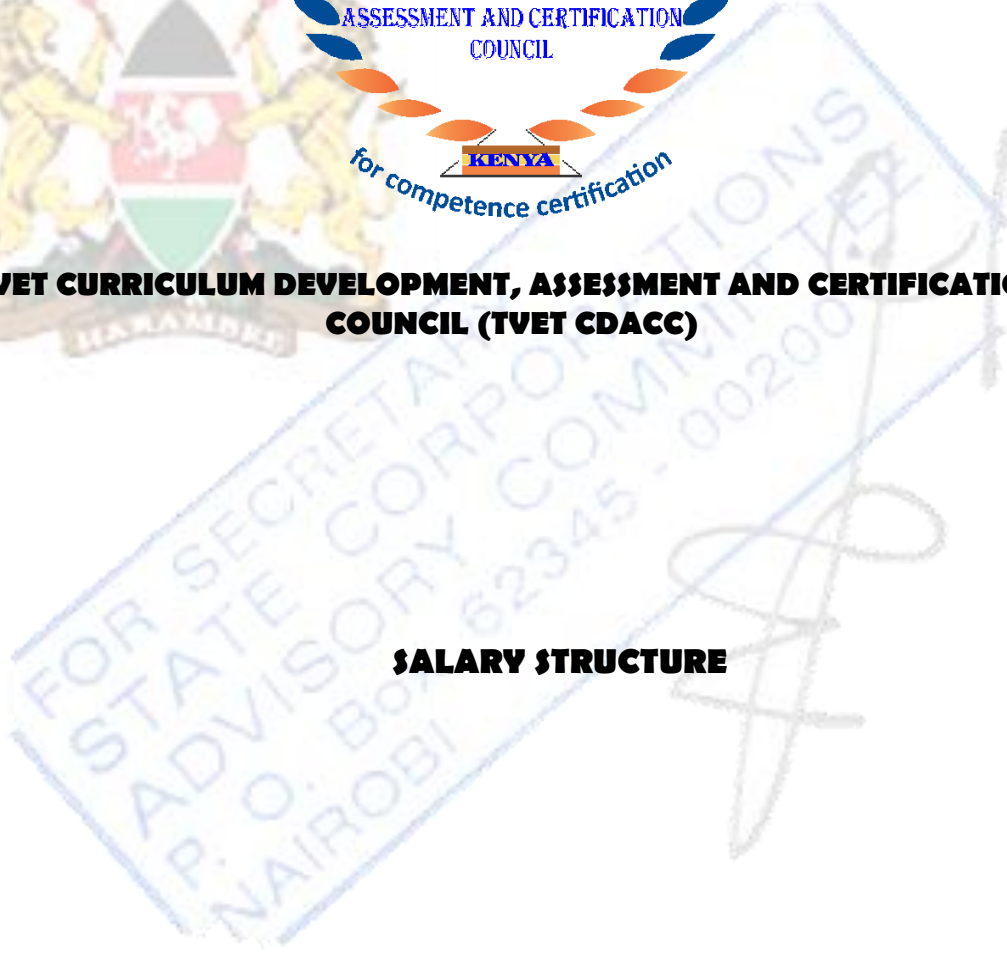 ASSESSMENT AND CERTIFICATION
COUNCIL
KENYA
for competence certification
VET CURRICULUM DEVELOPMENT, ASSESSMENT AND CERTIFICATIO
COUNCIL (TVET CDACC)
HARAMBEE
SALARY STRUCTURE
FOR SECRETARY
STATE CORPORATIONS
ADVISORY COMMITTEE
P. O. Box 62345 - 00200
NAIROBI